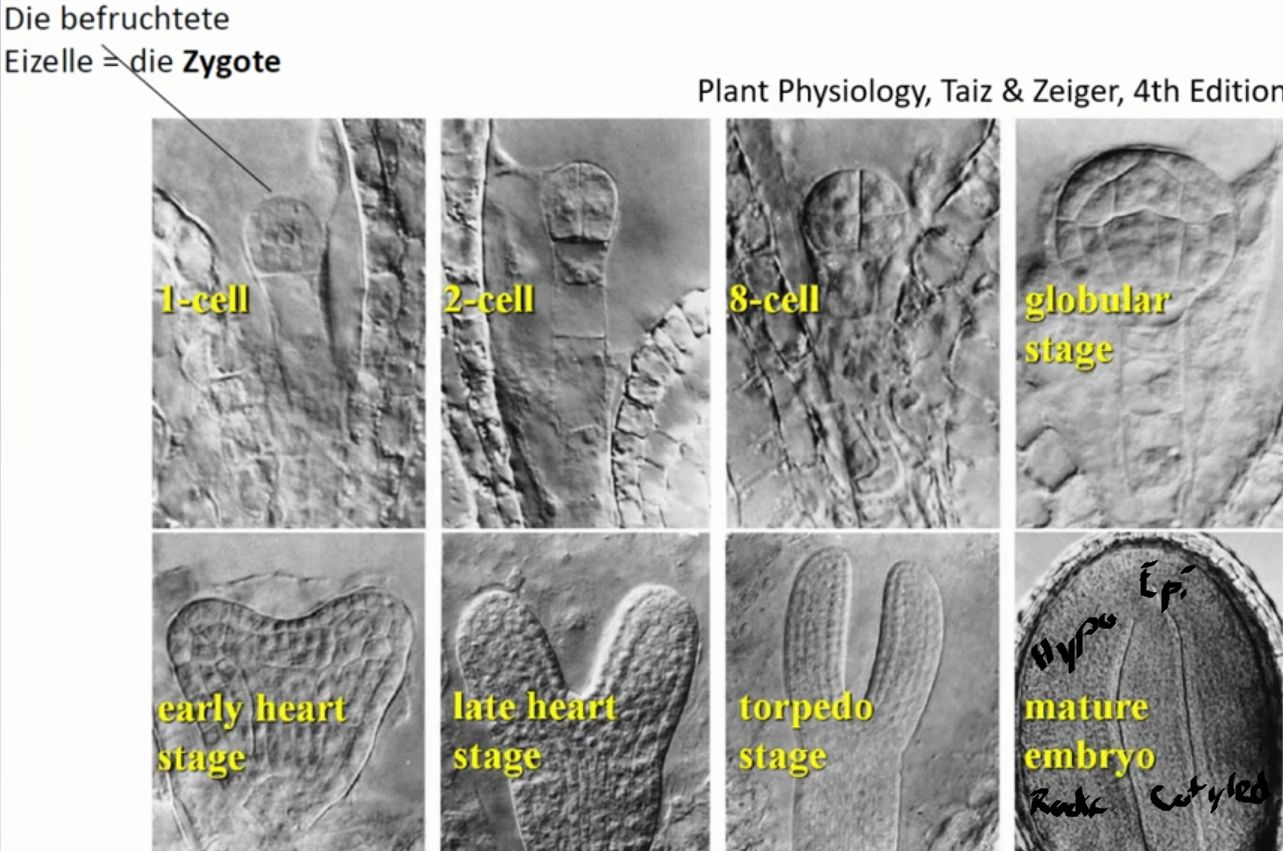 Die befruchtete
Eizelle = die Zygote
Plant Physiology, Taiz & Zeiger, 4th Edition
1-cell
2-cell
8-cell
globular
stage
early heart
stage
late heart
stage
torpedo
stage
Epi
Hypo
mature
embryo
Radic
Cotyled